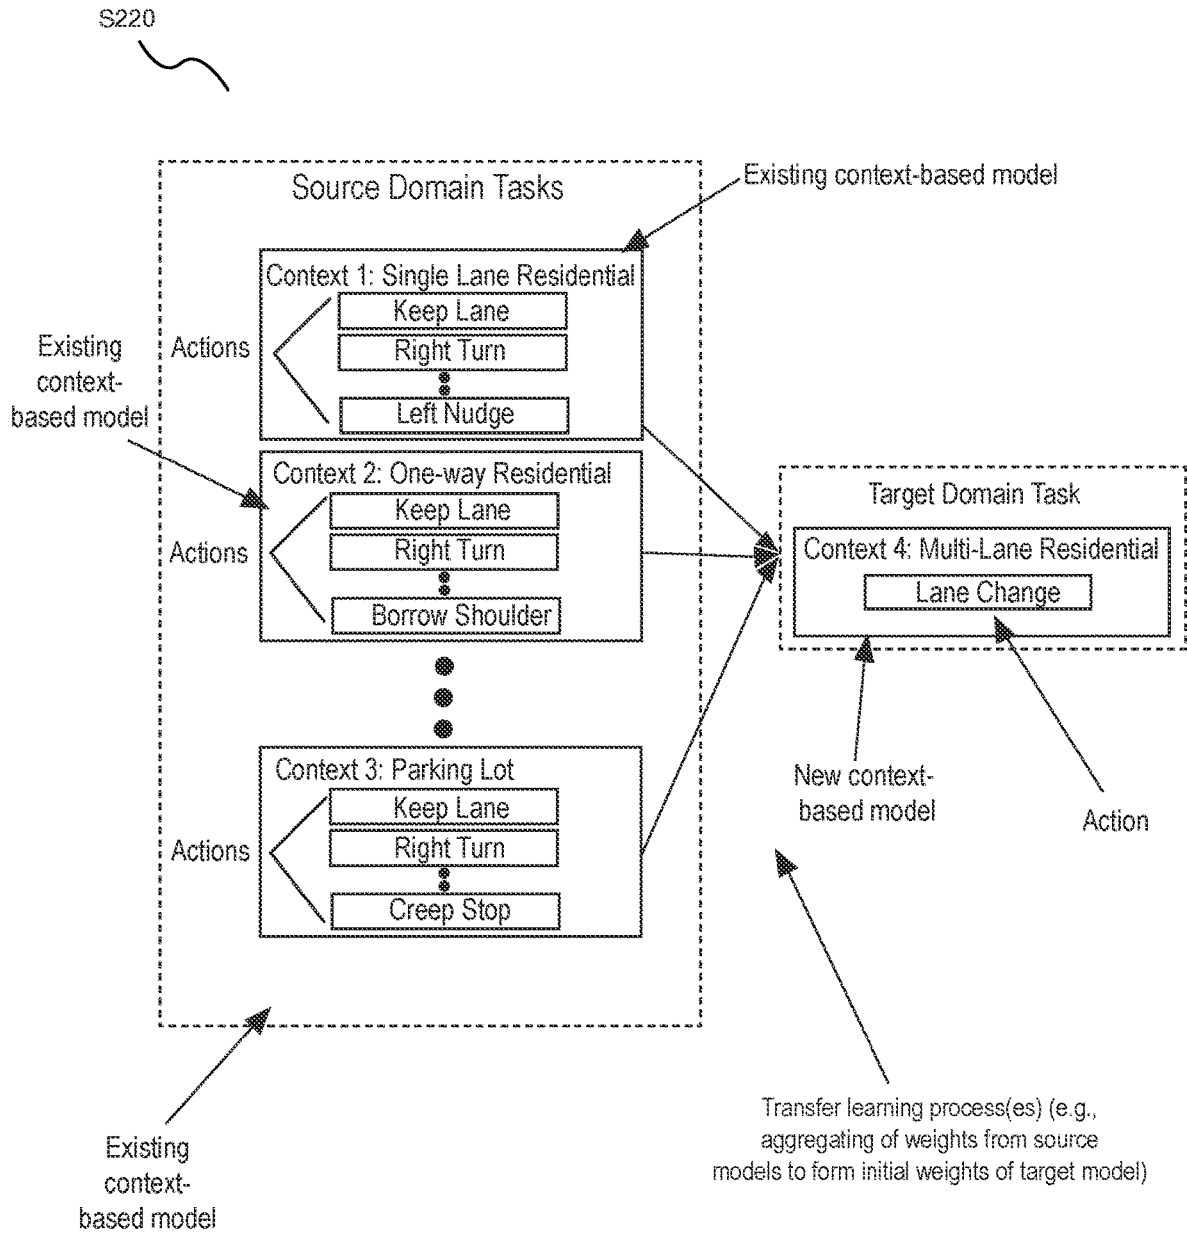 S220
Source Domain Tasks
Existing context-based model
Context 1: Single Lane Residential
Keep Lane
Actions
Right Turn
Left Nudge
Existing
context-
based model
Context 2: One-way Residential
Keep Lane
Actions
Right Turn
Borrow Shoulder
Target Domain Task
Context 4: Multi-Lane Residential
Lane Change
Context 3: Parking Lot
Keep Lane
Actions
Right Turn
Creep Stop
New context-
based model
Action
Existing
context-
based model
Transfer learning process(es) (e.g.,
aggregating of weights from source
models to form initial weights of target model)